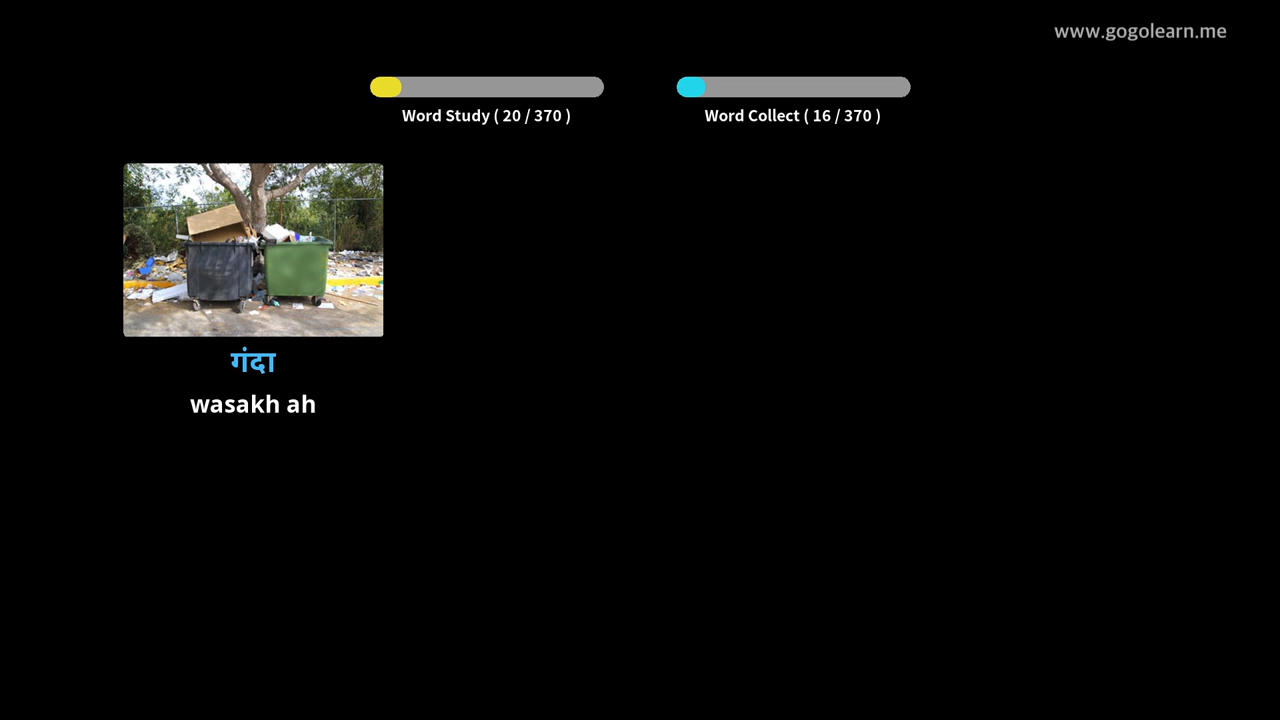 www.gogolearn.me
Word Study ( 20 / 370 )
Word Collect ( 16 / 370 )
गंदा
wasakh ah